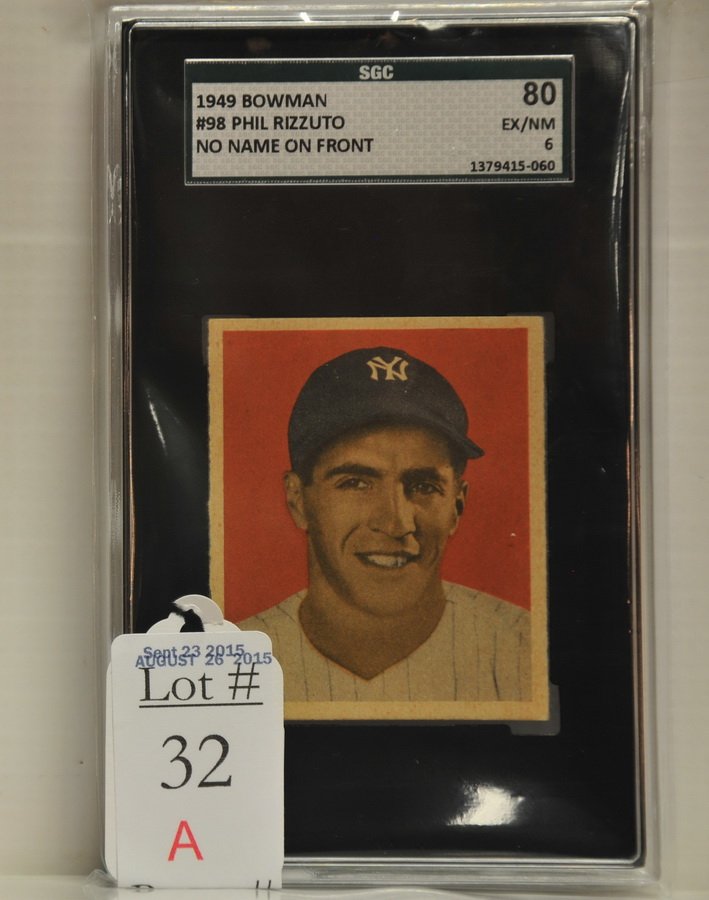 SGC
1949 BOWMAN 80
#98 PHIL RIZZUTO EX/NM
NO NAME ON FRONT 6
1379415-060
NY
Sept 23 2015
AUGUST 26 2015
Lot #
32
A